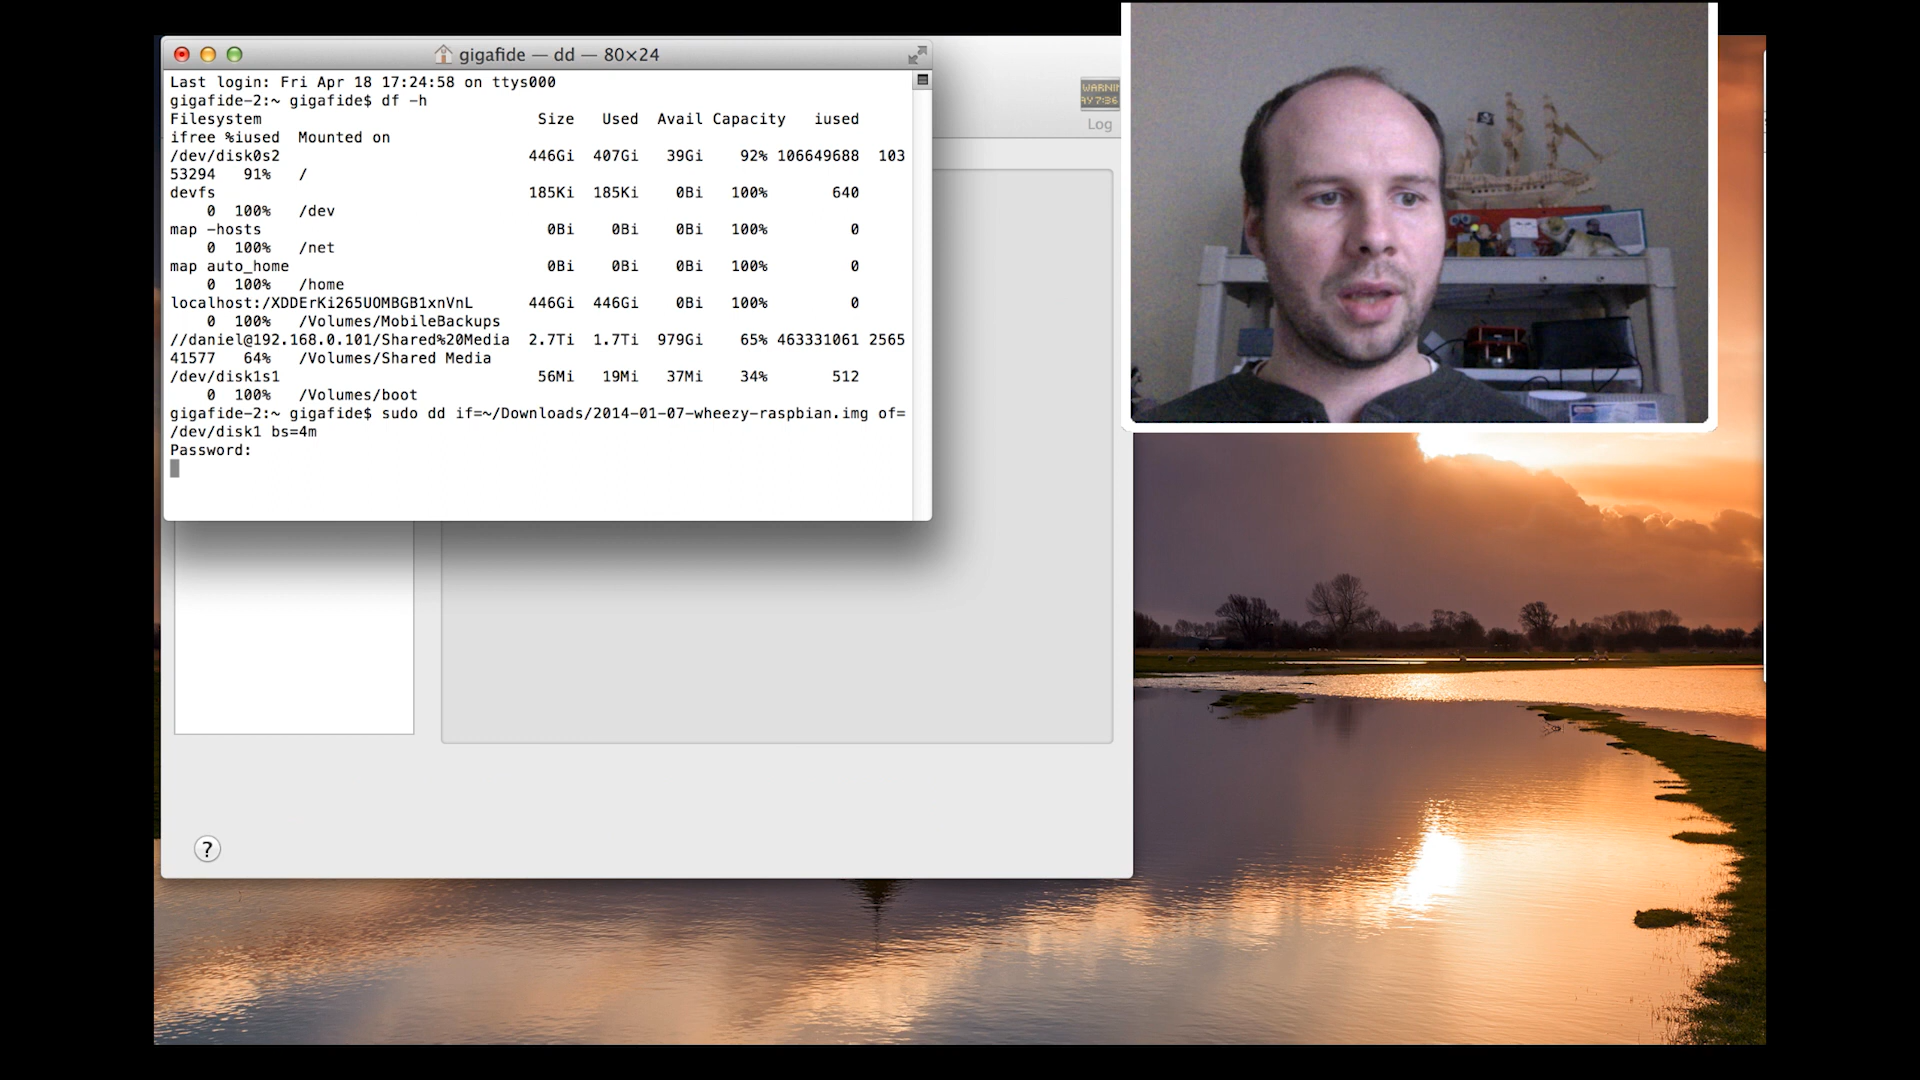 gigafide — dd — 80×24
Last login: Fri Apr 18 17:24:58 on ttys000
gigafide-2:~ gigafide$ df -h
Filesystem Size Used Avail Capacity iused
ifree %iused Mounted on
/dev/disk0s2 446Gi 407Gi 39Gi 92% 106649688 103
53294 91% /
devfs 185Ki 185Ki 0Bi 100% 640
0 100% /dev
map -hosts 0Bi 0Bi 0Bi 100% 0
0 100% /net
map auto_home 0Bi 0Bi 0Bi 100% 0
0 100% /home
localhost:/XDDErKi265UOMBGB1xnVnL 446Gi 446Gi 0Bi 100% 0
0 100% /Volumes/MobileBackups
//daniel@192.168.0.101/Shared%20Media 2.7Ti 1.7Ti 979Gi 65% 463331061 2565
41577 64% /Volumes/Shared Media
/dev/disk1s1 56Mi 19Mi 37Mi 34% 512
0 100% /Volumes/boot
gigafide-2:~ gigafide$ sudo dd if=~/Downloads/2014-01-07-wheezy-raspbian.img of=
/dev/disk1 bs=4m
Password:
WARNIN
AY 7:36
Log
?